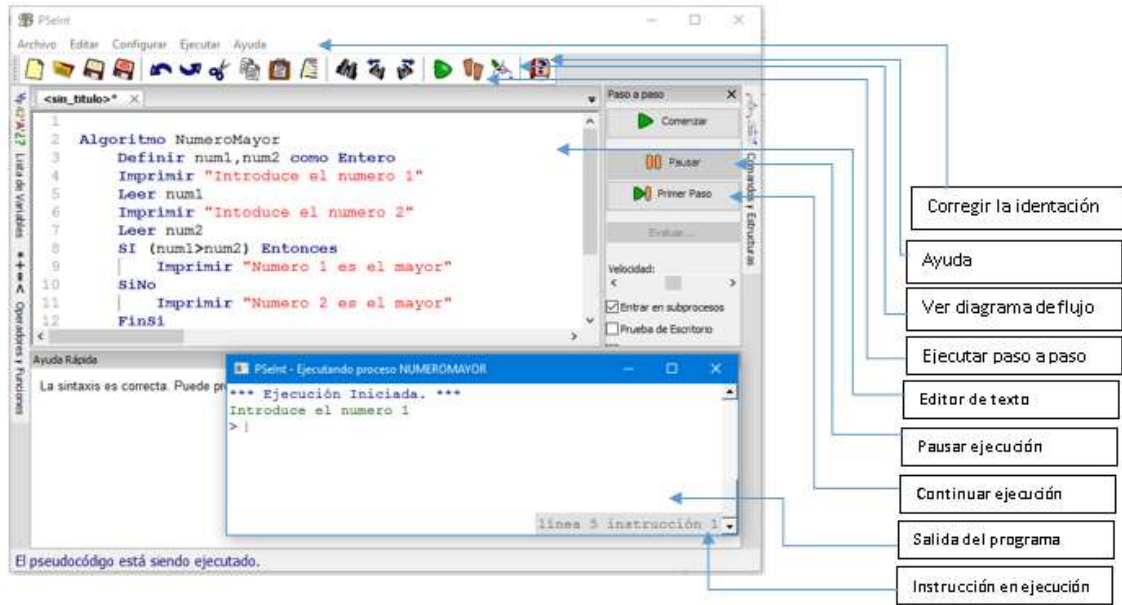 PSeInt
Archivo Editar Configurar Ejecutar Ayuda
<sin_titulo>*
Lista de Variables
Operadores y Funciones
1
2 Algoritmo NumeroMayor
3 Definir num1,num2 como Entero
4 Imprimir "Introduce el numero 1"
5 Leer num1
6 Imprimir "Intoduce el numero 2"
7 Leer num2
8 SI (num1>num2) Entonces
9 Imprimir "Numero 1 es el mayor"
10 SiNo
11 Imprimir "Numero 2 es el mayor"
12 FinSi
Paso a paso
Comenzar
Pausar
Primer Paso
Evaluar...
Velocidad:
Entrar en subprocesos
Prueba de Escritorio
Comandos y Estructuras
Ayuda Rápida
La sintaxis es correcta. Puede
PSeInt - Ejecutando proceso NUMEROMAYOR
*** Ejecución Iniciada. ***
Introduce el numero 1
>
línea 5 instrucción 1
El pseudocódigo está siendo ejecutado.
Corregir la identación
Ayuda
Ver diagrama de flujo
Ejecutar paso a paso
Editor de texto
Pausar ejecución
Continuar ejecución
Salida del programa
Instrucción en ejecución